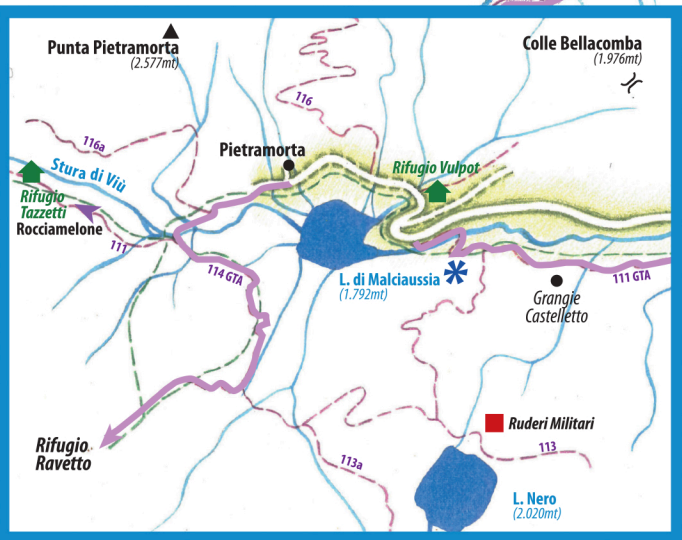 Punta Pietramorta
(2.577mt)
Colle Bellacomba
(1.976mt)
116
116a
Pietramorta
Rifugio Vulpot
Stura di Viù
Rifugio
Tazzetti
Rocciamelone
111
114 GTA
L. di Malciaussia
(1.792mt)
111 GTA
Grangie
Castelletto
Rifugio
Ravetto
Ruderi Militari
113
113a
L. Nero
(2.020mt)